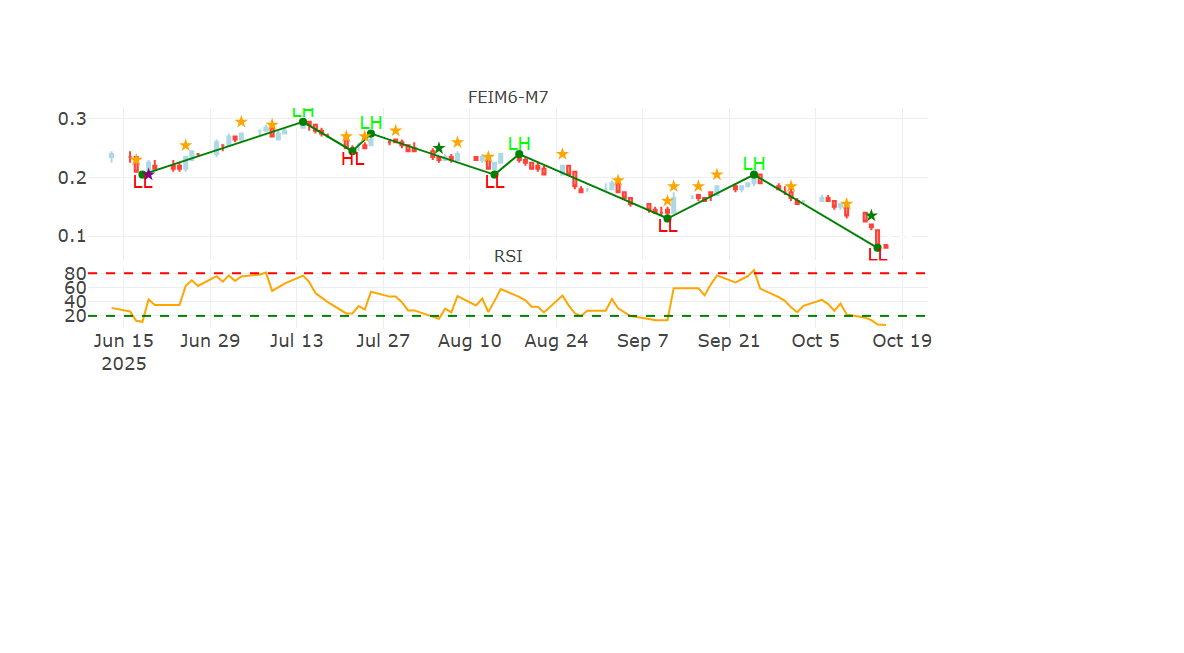 FEIM6-M7
0.3
0.2
0.1
LH
LH
LH
LH
HL
LL
LL
LL
LL
RSI
80
60
40
20
Jun 15
2025
Jun 29
Jul 13
Jul 27
Aug 10
Aug 24
Sep 7
Sep 21
Oct 5
Oct 19